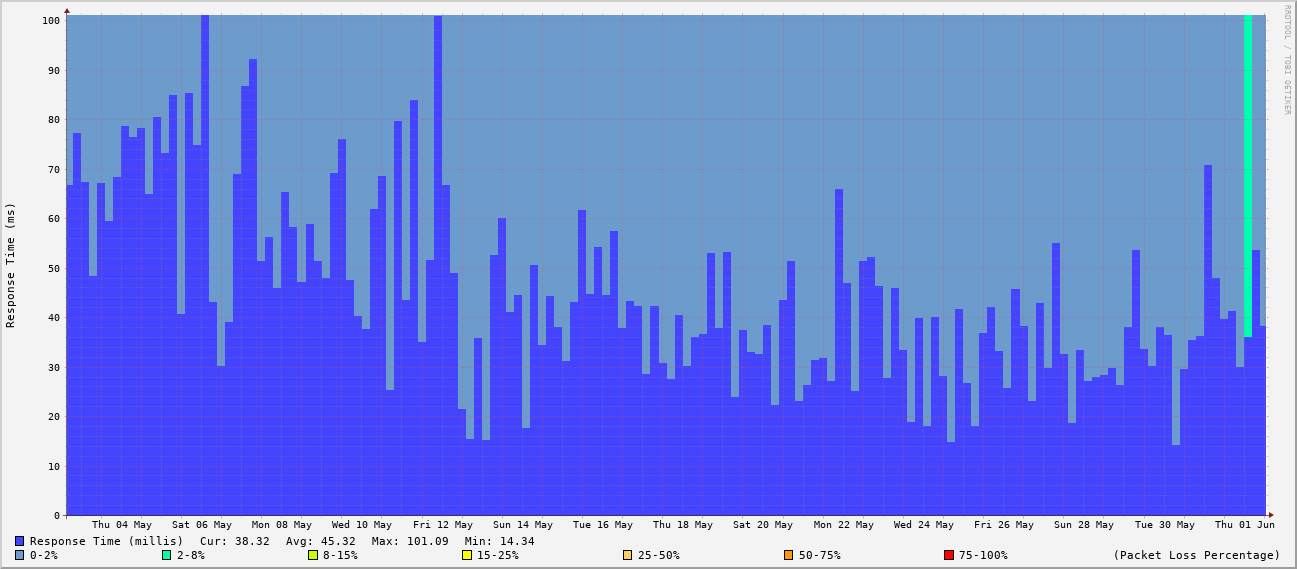 100
90
80
70
60
50
40
30
20
10
0
Response Time (ms)
RRDTOOL / TOBI OETIKER
Thu 04 May Sat 06 May Mon 08 May Wed 10 May Fri 12 May Sun 14 May Tue 16 May Thu 18 May Sat 20 May Mon 22 May Wed 24 May Fri 26 May Sun 28 May Tue 30 May Thu 01 Jun
Response Time (millis) Cur: 38.32 Avg: 45.32 Max: 101.09 Min: 14.34
0-2% 2-8% 8-15% 15-25% 25-50% 50-75% 75-100% (Packet Loss Percentage)